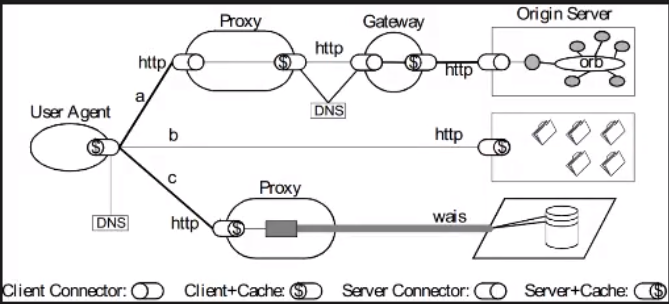 Proxy
Gateway
Origin Server
http
$
http
$
http
orb
a
DNS
User Agent
$
b
http
$
c
DNS
Proxy
http
$
wais
Client Connector:
Client+Cache: $
Server Connector:
Server+Cache: $